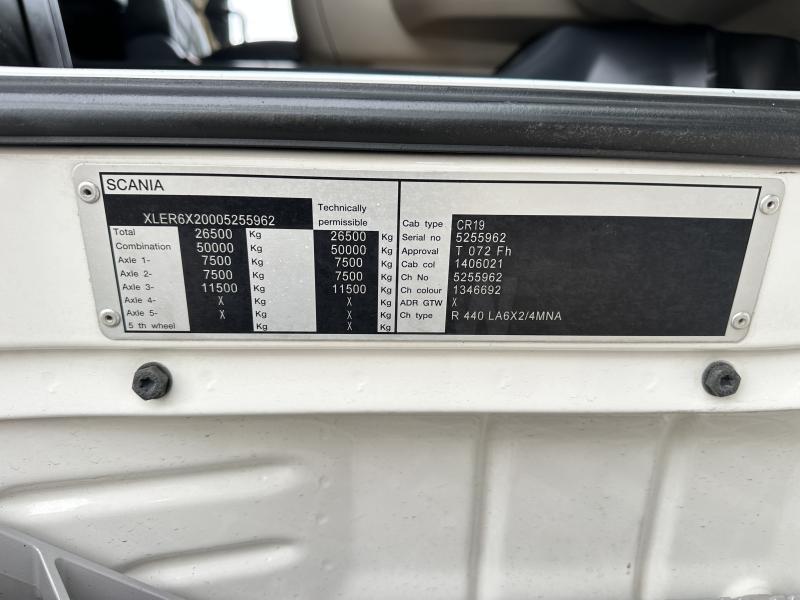 SCANIA
XLER6X20005255962 Technically permissible
Total 26500 Kg 26500 Kg
Combination 50000 Kg 50000 Kg
Axle 1- 7500 Kg 7500 Kg
Axle 2- 7500 Kg 7500 Kg
Axle 3- 11500 Kg 11500 Kg
Axle 4- X Kg X Kg
Axle 5- X Kg X Kg
5 th wheel X Kg X Kg
Cab type CR19
Serial no 5255962
Approval T 072 Fh
Cab col 1406021
Ch No 5255962
Ch colour 1346692
ADR GTW X
Ch type R 440 LA6X2/4MNA